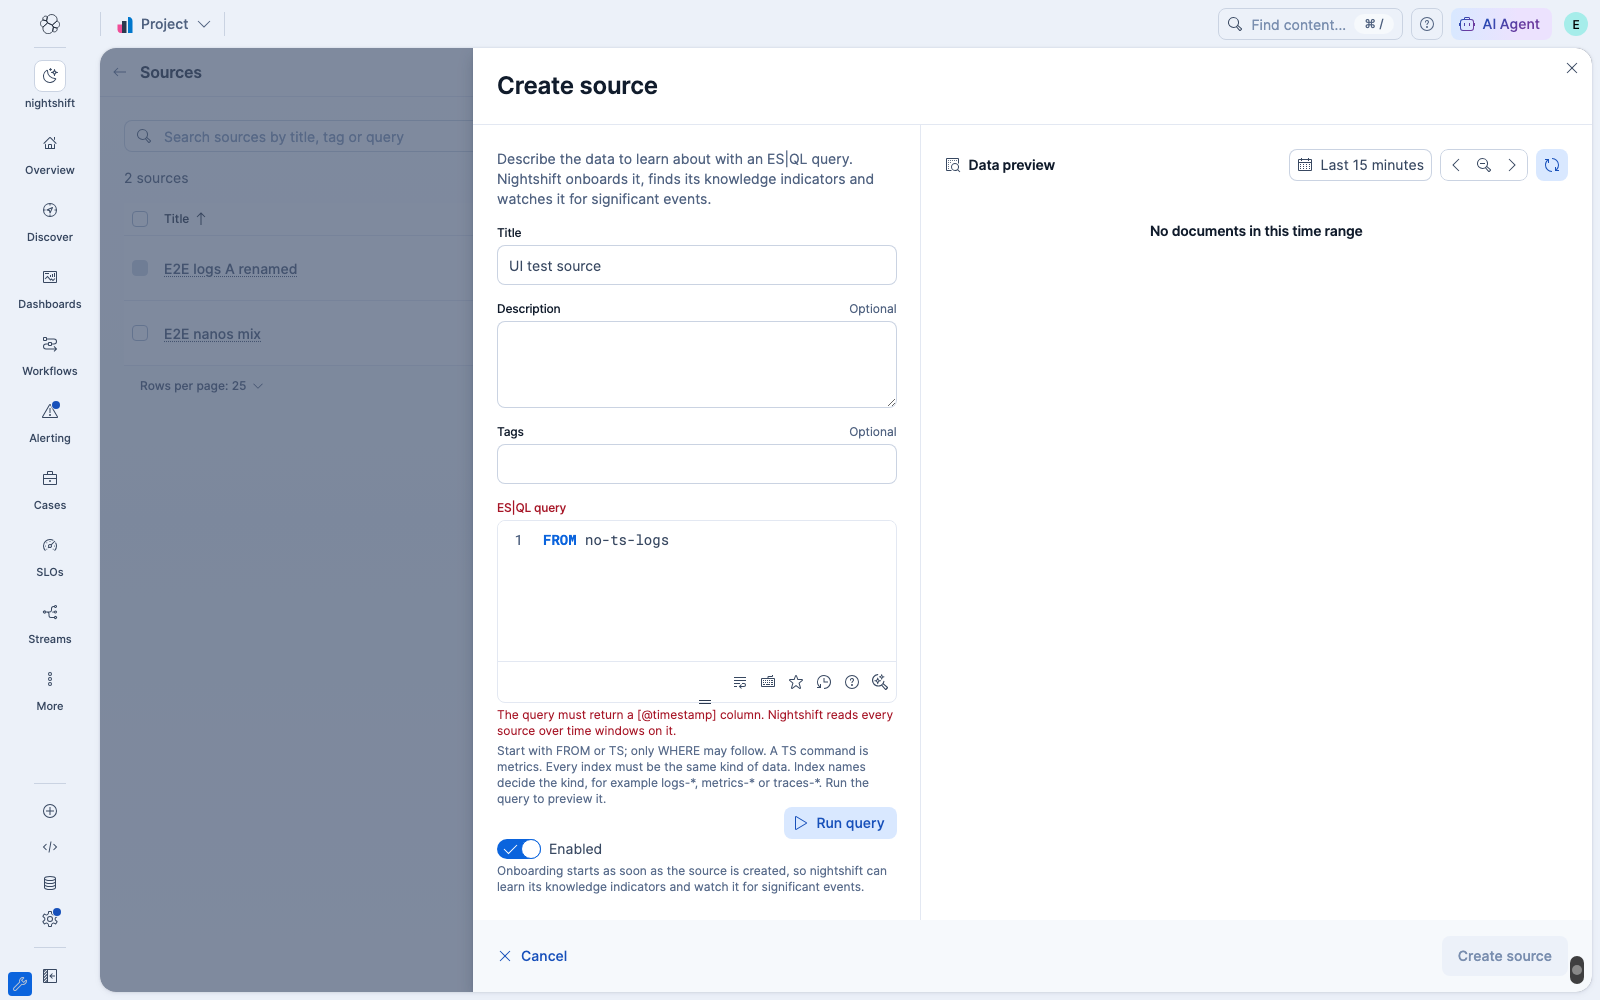 Project
Find content...
⌘ /
AI Agent
E
nightshift
Overview
Discover
Dashboards
Workflows
Alerting
Cases
SLOs
Streams
More
Sources
Search sources by title, tag or query
2 sources
Title
E2E logs A renamed
E2E nanos mix
Rows per page: 25
Create source
Describe the data to learn about with an ES|QL query.
Nightshift onboards it, finds its knowledge indicators and
watches it for significant events.
Title
UI test source
Description
Optional
Tags
Optional
ES|QL query
1 FROM no-ts-logs
The query must return a [@timestamp] column. Nightshift reads every
source over time windows on it.
Start with FROM or TS; only WHERE may follow. A TS command is
metrics. Every index must be the same kind of data. Index names
decide the kind, for example logs-*, metrics-* or traces-*. Run the
query to preview it.
Run query
Enabled
Onboarding starts as soon as the source is created, so nightshift can
learn its knowledge indicators and watch it for significant events.
Data preview
Last 15 minutes
No documents in this time range
Cancel
Create source